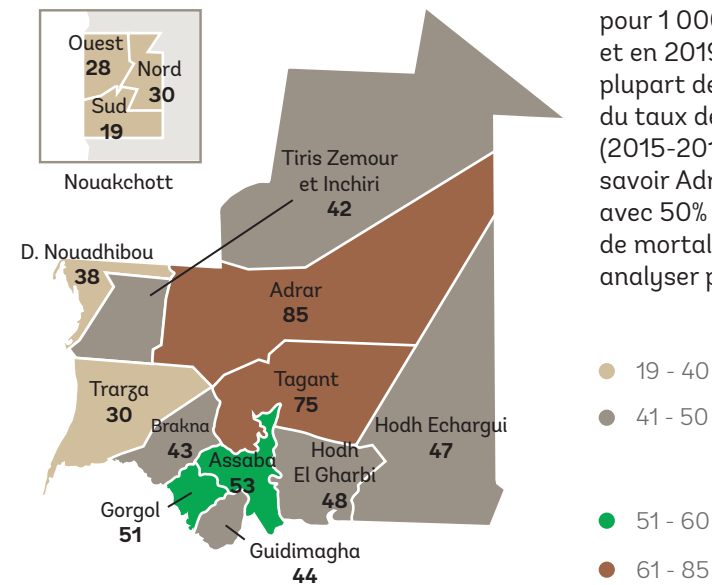 Ouest
28
Nord
30
Sud
19
Nouakchott
Tiris Zemour
et Inchiri
42
D. Nouadhibou
38
Adrar
85
Tagant
75
Trarza
30
Brakna
43
Assaba
53
Hodh
El Gharbi
48
Hodh Echargui
47
Gorgol
51
Guidimagha
44
pour 1 000
et en 2019
plupart de
du taux de
(2015-201
savoir Adr
avec 50%
de mortal
analyser p
19 - 40
41 - 50
51 - 60
61 - 85